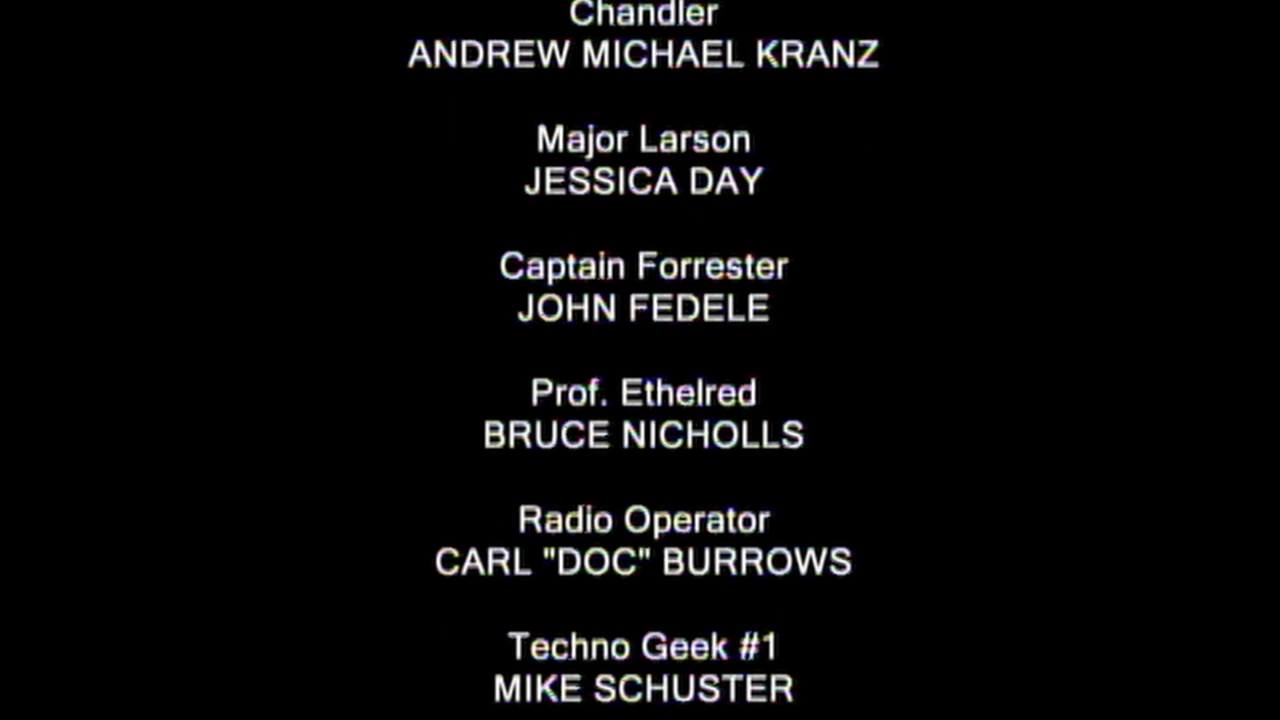 Chandler
ANDREW MICHAEL KRANZ
Major Larson
JESSICA DAY
Captain Forrester
JOHN FEDELE
Prof. Ethelred
BRUCE NICHOLLS
Radio Operator
CARL "DOC" BURROWS
Techno Geek #1
MIKE SCHUSTER